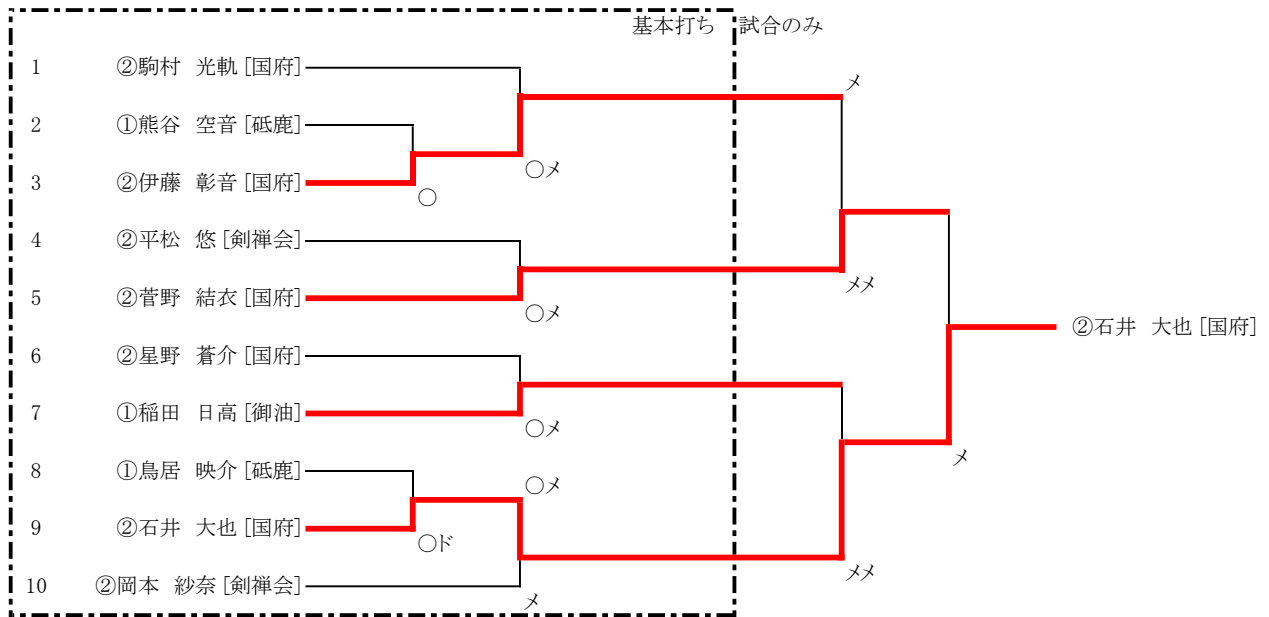 基本打ち 試合のみ
1 ②駒村 光軌［国府］
メ
2 ①熊谷 空音［砥鹿］
〇メ
3 ②伊藤 彰音［国府］
〇
4 ②平松 悠［剣禅会］
メメ
5 ②菅野 結衣［国府］
〇メ
②石井 大也［国府］
6 ②星野 蒼介［国府］
7 ①稲田 日高［御油］
〇メ
メ
8 ①鳥居 映介［砥鹿］
〇メ
9 ②石井 大也［国府］
〇ド
メメ
10 ②岡本 紗奈［剣禅会］
メ